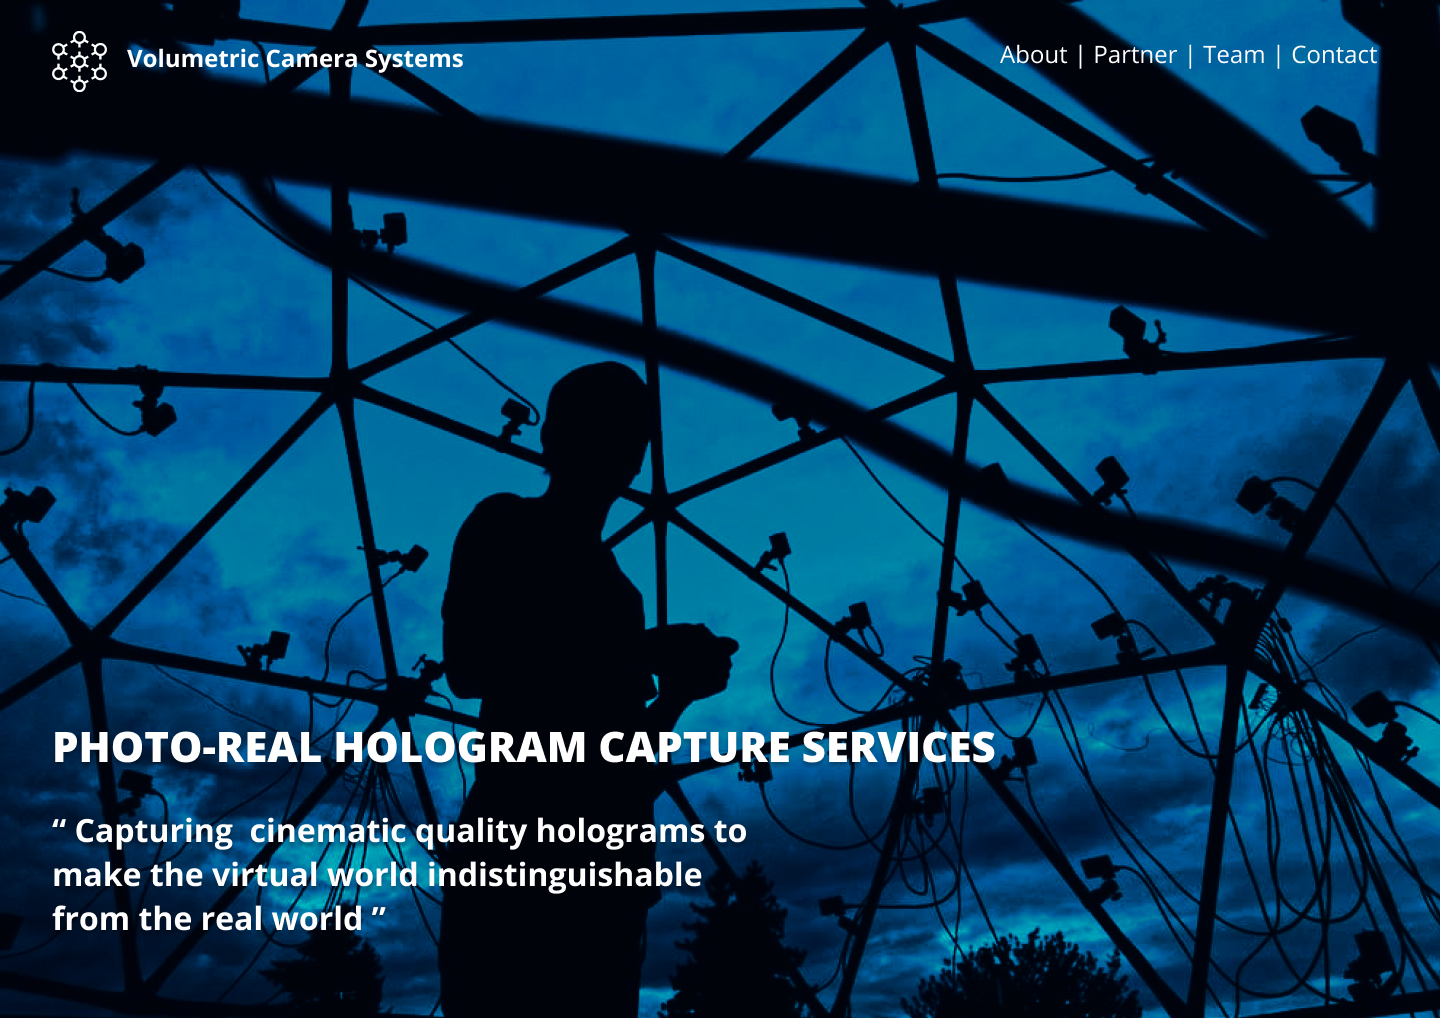 Volumetric Camera Systems
About | Partner | Team | Contact
PHOTO-REAL HOLOGRAM CAPTURE SERVICES
“ Capturing  cinematic quality holograms to
make the virtual world indistinguishable
from the real world ”